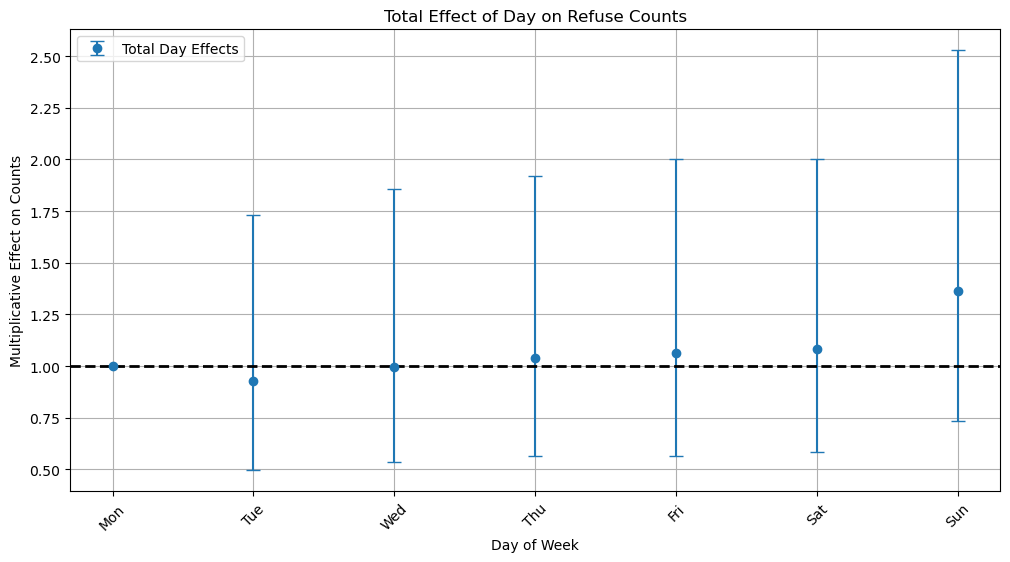 Total Effect of Day on Refuse Counts
Total Day Effects
Multiplicative Effect on Counts
2.50
2.25
2.00
1.75
1.50
1.25
1.00
0.75
0.50
Mon
Tue
Wed
Thu
Fri
Sat
Sun
Day of Week